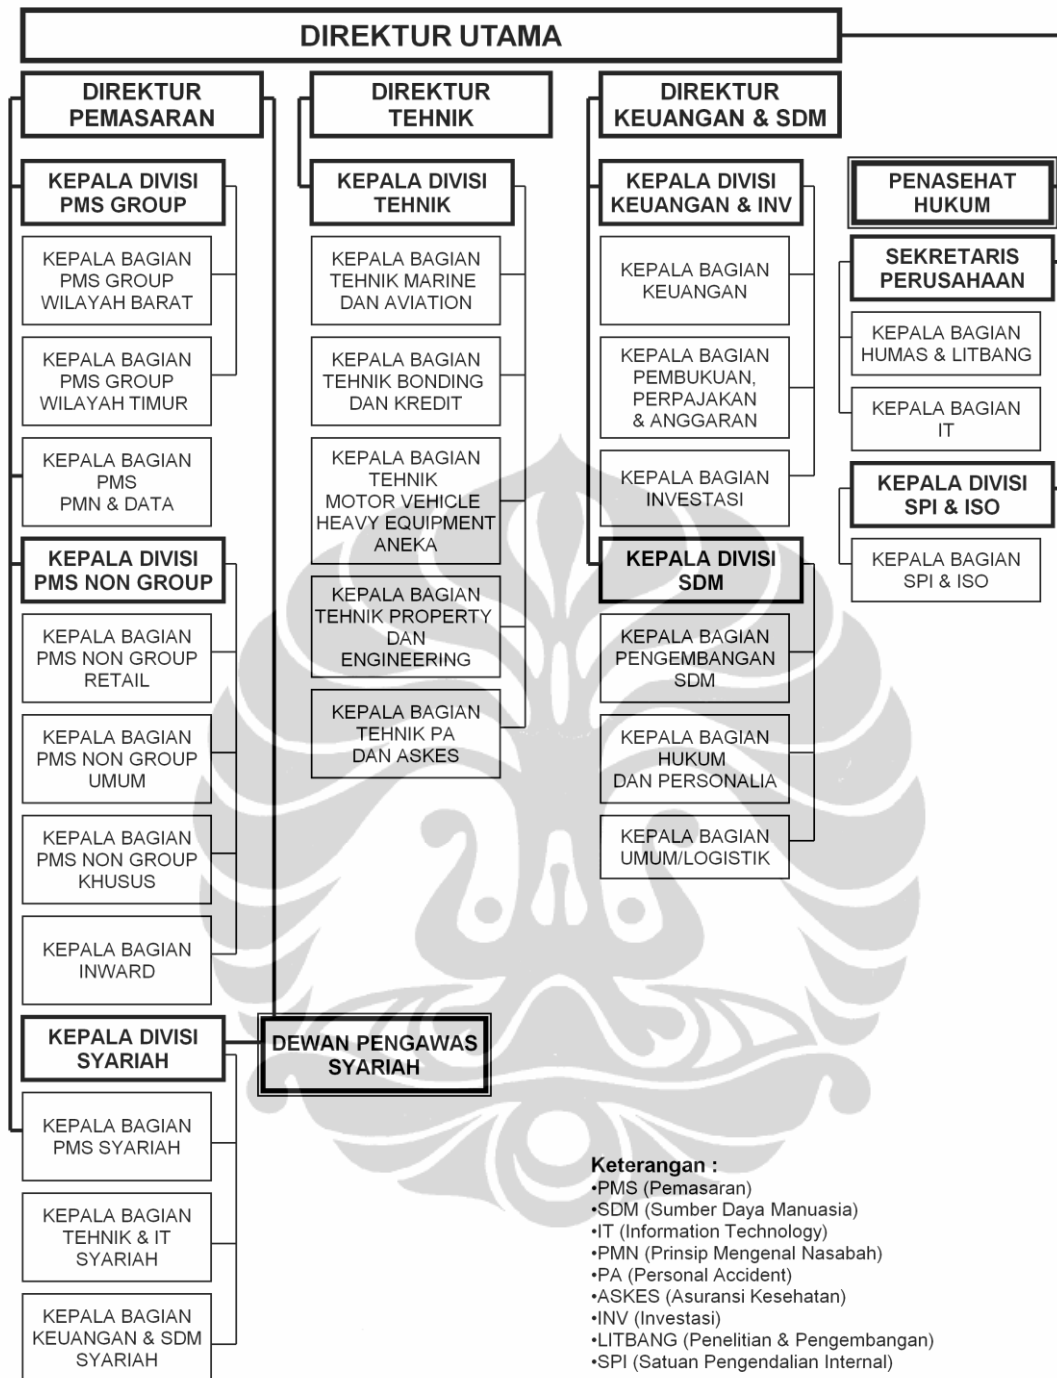 DIREKTUR UTAMA
DIREKTUR
PEMASARAN
KEPALA DIVISI
PMS GROUP
KEPALA BAGIAN
PMS GROUP
WILAYAH BARAT
KEPALA BAGIAN
PMS GROUP
WILAYAH TIMUR
KEPALA BAGIAN
PMS
PMN & DATA
KEPALA DIVISI
PMS NON GROUP
KEPALA BAGIAN
PMS NON GROUP
RETAIL
KEPALA BAGIAN
PMS NON GROUP
UMUM
KEPALA BAGIAN
PMS NON GROUP
KHUSUS
KEPALA BAGIAN
INWARD
KEPALA DIVISI
SYARIAH
DEWAN PENGAWAS
SYARIAH
KEPALA BAGIAN
PMS SYARIAH
KEPALA BAGIAN
TEHNIK & IT
SYARIAH
KEPALA BAGIAN
KEUANGAN & SDM
SYARIAH
DIREKTUR
TEHNIK
KEPALA DIVISI
TEHNIK
KEPALA BAGIAN
TEHNIK MARINE
DAN AVIATION
KEPALA BAGIAN
TEHNIK BONDING
DAN KREDIT
KEPALA BAGIAN
TEHNIK
MOTOR VEHICLE
HEAVY EQUIPMENT
ANEKA
KEPALA BAGIAN
TEHNIK PROPERTY
DAN
ENGINEERING
KEPALA BAGIAN
TEHNIK PA
DAN ASKES
DIREKTUR
KEUANGAN & SDM
KEPALA DIVISI
KEUANGAN & INV
KEPALA BAGIAN
KEUANGAN
KEPALA BAGIAN
PEMBUKUAN,
PERPAJAKAN
& ANGGARAN
KEPALA BAGIAN
INVESTASI
KEPALA DIVISI
SDM
KEPALA BAGIAN
PENGEMBANGAN
SDM
KEPALA BAGIAN
HUKUM
DAN PERSONALIA
KEPALA BAGIAN
UMUM/LOGISTIK
PENASEHAT
HUKUM
SEKRETARIS
PERUSAHAAN
KEPALA BAGIAN
HUMAS & LITBANG
KEPALA BAGIAN
IT
KEPALA DIVISI
SPI & ISO
KEPALA BAGIAN
SPI & ISO
Keterangan :
•PMS (Pemasaran)
•SDM (Sumber Daya Manuasia)
•IT (Information Technology)
•PMN (Prinsip Mengenal Nasabah)
•PA (Personal Accident)
•ASKES (Asuransi Kesehatan)
•INV (Investasi)
•LITBANG (Penelitian & Pengembangan)
•SPI (Satuan Pengendalian Internal)